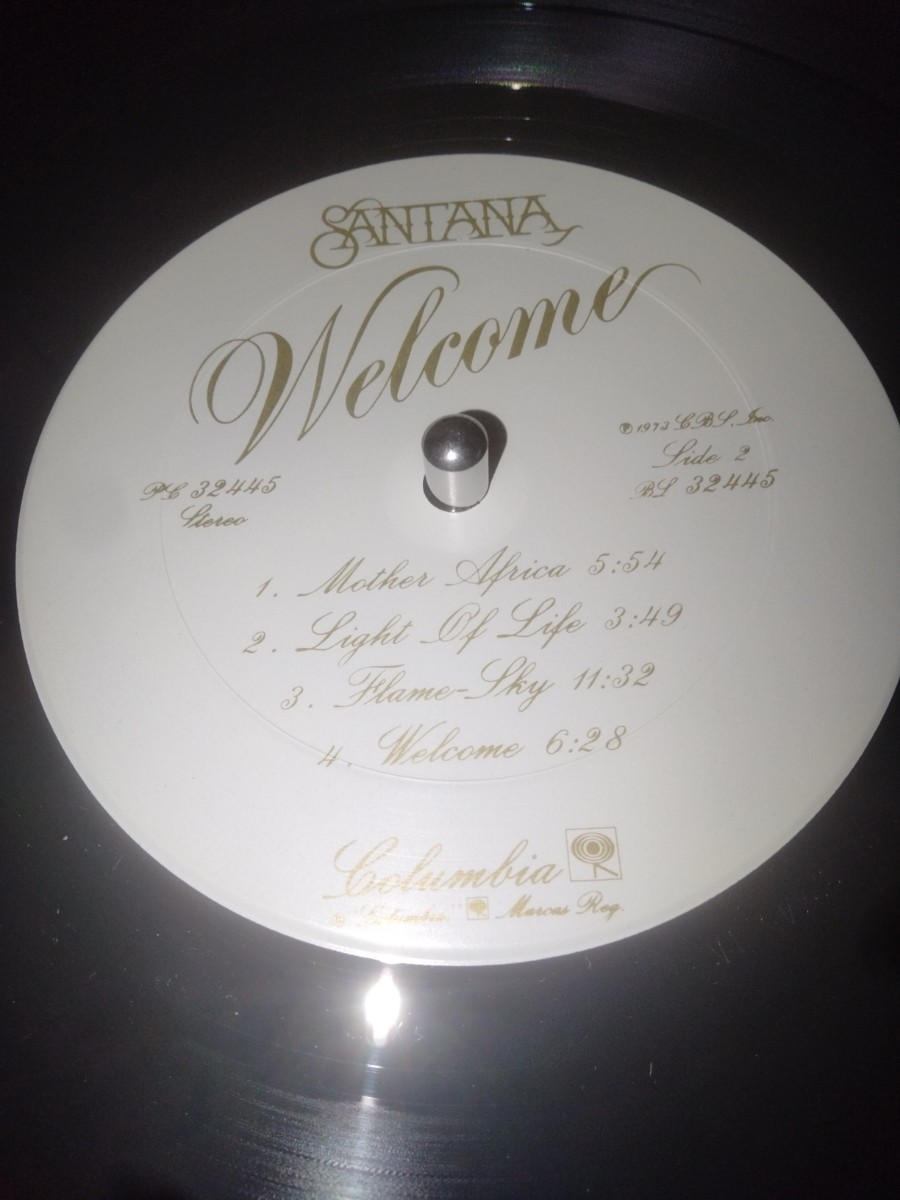 SANTANA
Welcome
℗ 1973 CBS, Inc.
Side 2
BL 32445
PC 32445
Stereo
1. Mother Africa 5:54
2. Light Of Life 3:49
3. Flame-Sky 11:32
4. Welcome 6:28
Columbia
"Columbia" Marcas Reg.